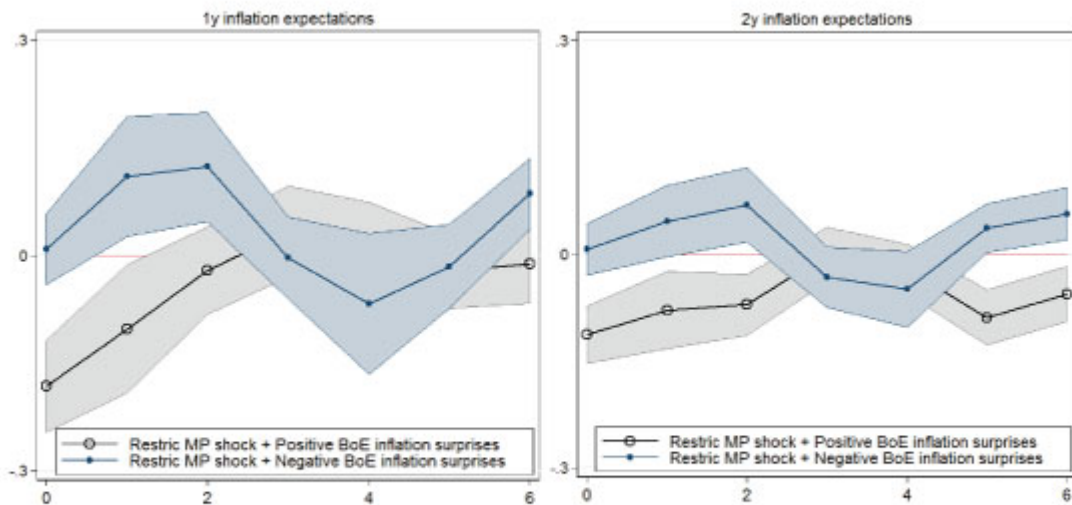 1y inflation expectations
.3
0
-.3
Restric MP shock + Positive BoE inflation surprises
Restric MP shock + Negative BoE inflation surprises
0 2 4 6
2y inflation expectations
.3
0
-.3
Restric MP shock + Positive BoE inflation surprises
Restric MP shock + Negative BoE inflation surprises
0 2 4 6